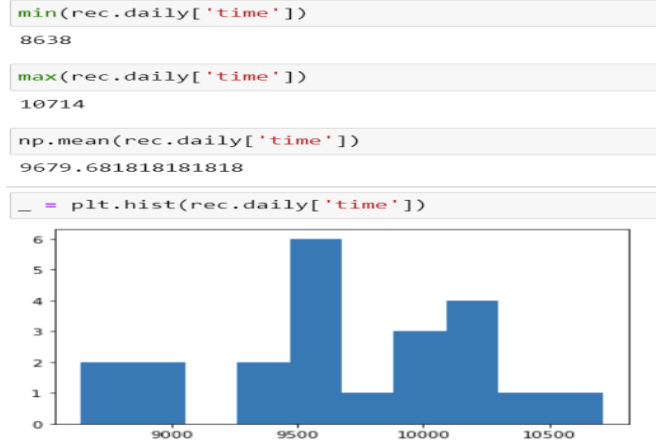 min(rec.daily['time'])
8638
max(rec.daily['time'])
10714
np.mean(rec.daily['time'])
9679.681818181818
_ = plt.hist(rec.daily['time'])
6
5
4
3
2
1
0
9000 9500 10000 10500